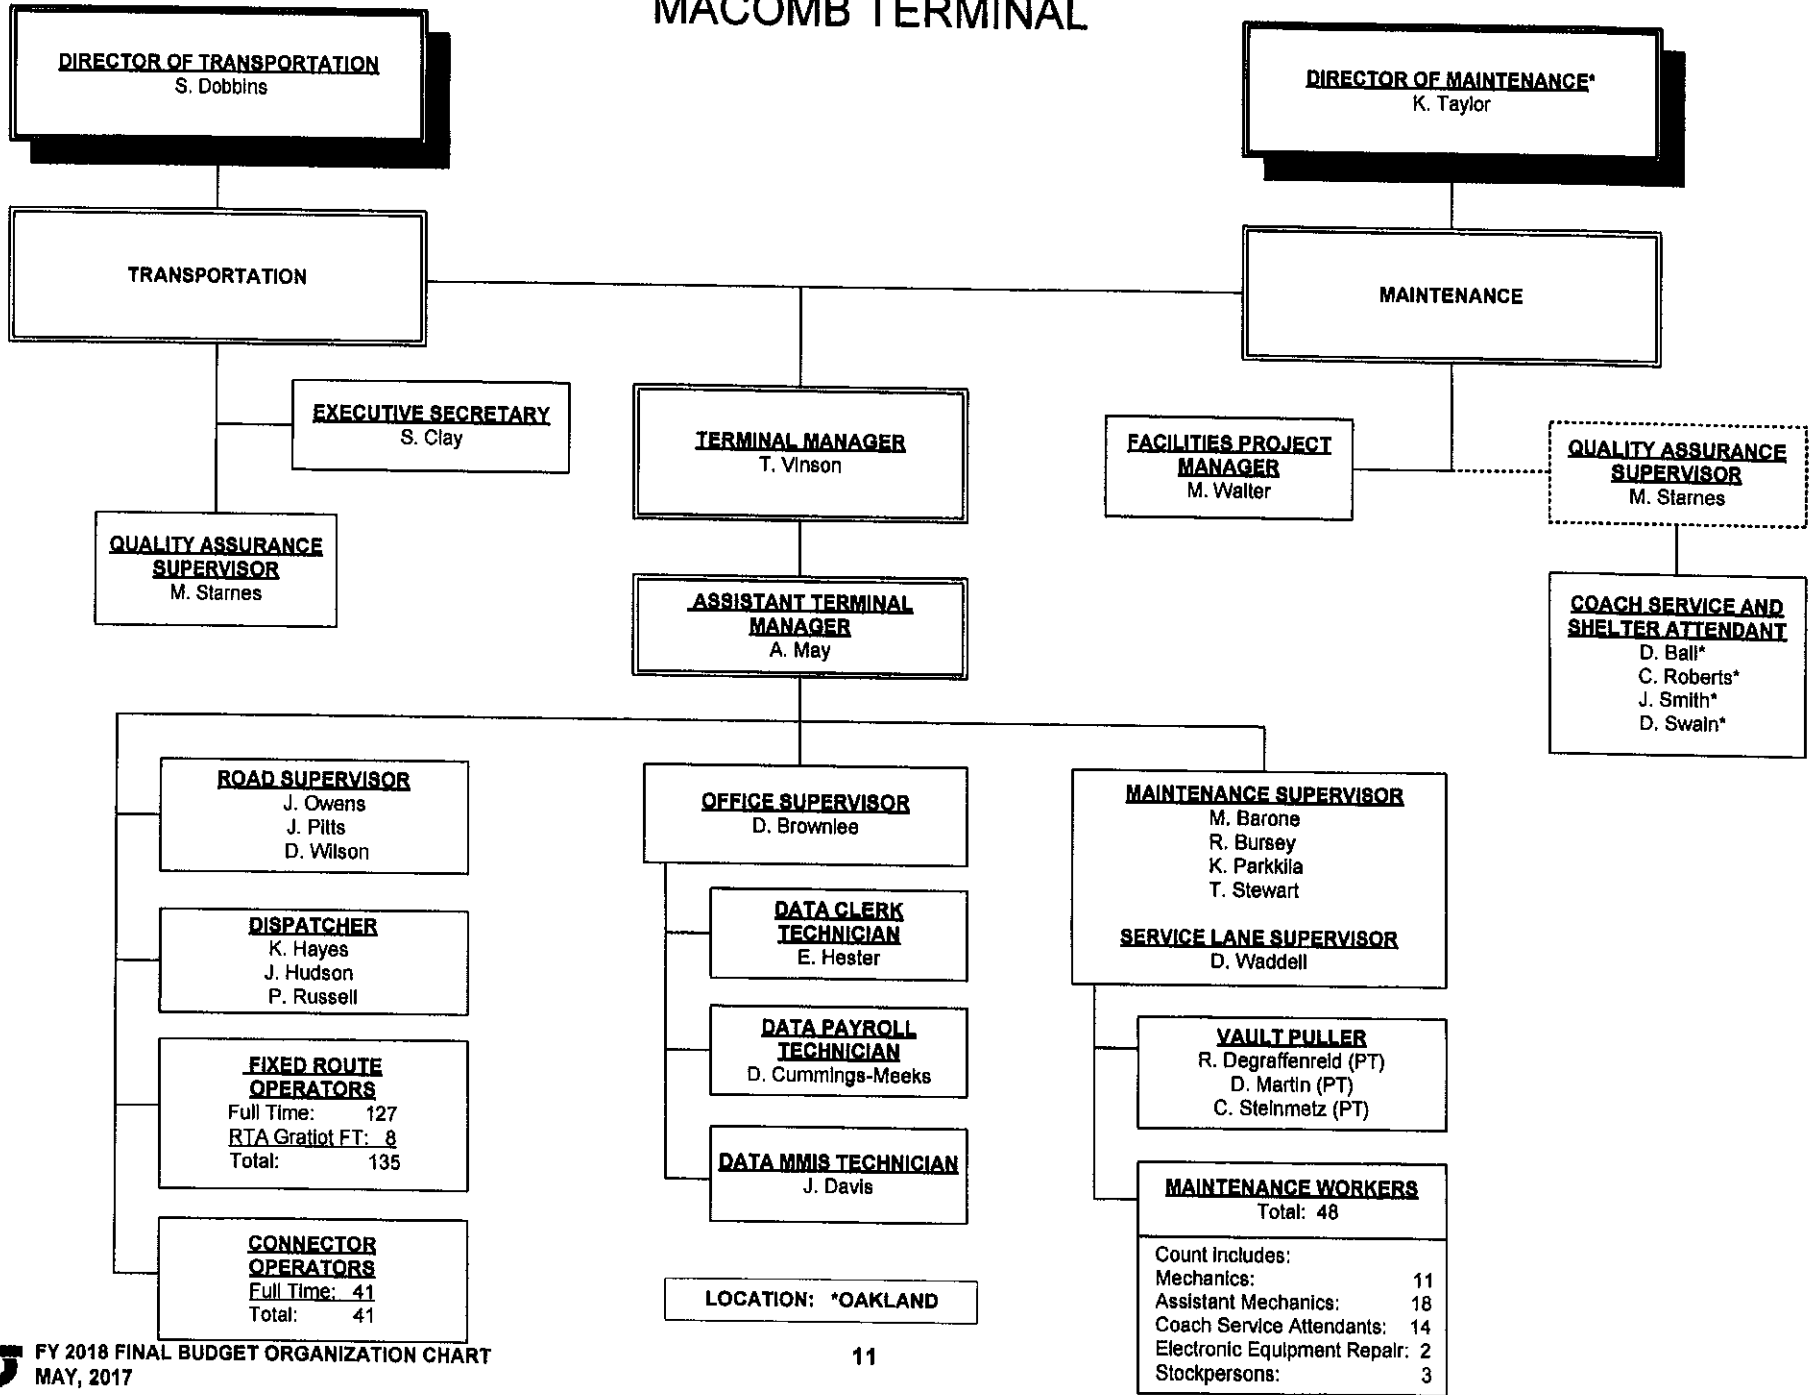 MACOMB TERMINAL
DIRECTOR OF TRANSPORTATION
S. Dobbins
DIRECTOR OF MAINTENANCE*
K. Taylor
TRANSPORTATION
MAINTENANCE
EXECUTIVE SECRETARY
S. Clay
TERMINAL MANAGER
T. Vinson
FACILITIES PROJECT
MANAGER
M. Walter
QUALITY ASSURANCE
SUPERVISOR
M. Starnes
QUALITY ASSURANCE
SUPERVISOR
M. Starnes
ASSISTANT TERMINAL
MANAGER
A. May
COACH SERVICE AND
SHELTER ATTENDANT
D. Ball*
C. Roberts*
J. Smith*
D. Swain*
ROAD SUPERVISOR
J. Owens
J. Pitts
D. Wilson
DISPATCHER
K. Hayes
J. Hudson
P. Russell
FIXED ROUTE
OPERATORS
Full Time: 127
RTA Gratiot FT: 8
Total: 135
CONNECTOR
OPERATORS
Full Time: 41
Total: 41
OFFICE SUPERVISOR
D. Brownlee
DATA CLERK
TECHNICIAN
E. Hester
DATA PAYROLL
TECHNICIAN
D. Cummings-Meeks
DATA MMIS TECHNICIAN
J. Davis
LOCATION: *OAKLAND
MAINTENANCE SUPERVISOR
M. Barone
R. Bursey
K. Parkkila
T. Stewart
SERVICE LANE SUPERVISOR
D. Waddell
VAULT PULLER
R. Degraffenreid (PT)
D. Martin (PT)
C. Steinmetz (PT)
MAINTENANCE WORKERS
Total: 48
Count includes:
Mechanics: 11
Assistant Mechanics: 18
Coach Service Attendants: 14
Electronic Equipment Repair: 2
Stockpersons: 3
FY 2018 FINAL BUDGET ORGANIZATION CHART
MAY, 2017
11